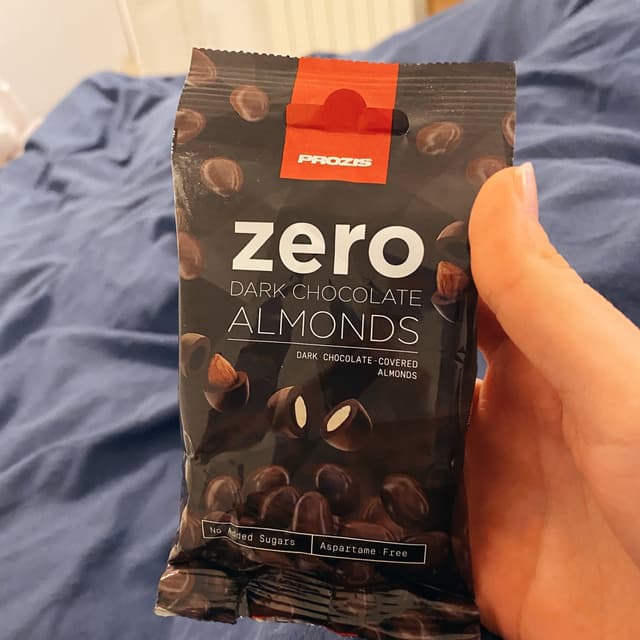 PROZIS
zero
DARK CHOCOLATE
ALMONDS
DARK CHOCOLATE-COVERED
ALMONDS
No Added Sugars
Aspartame Free